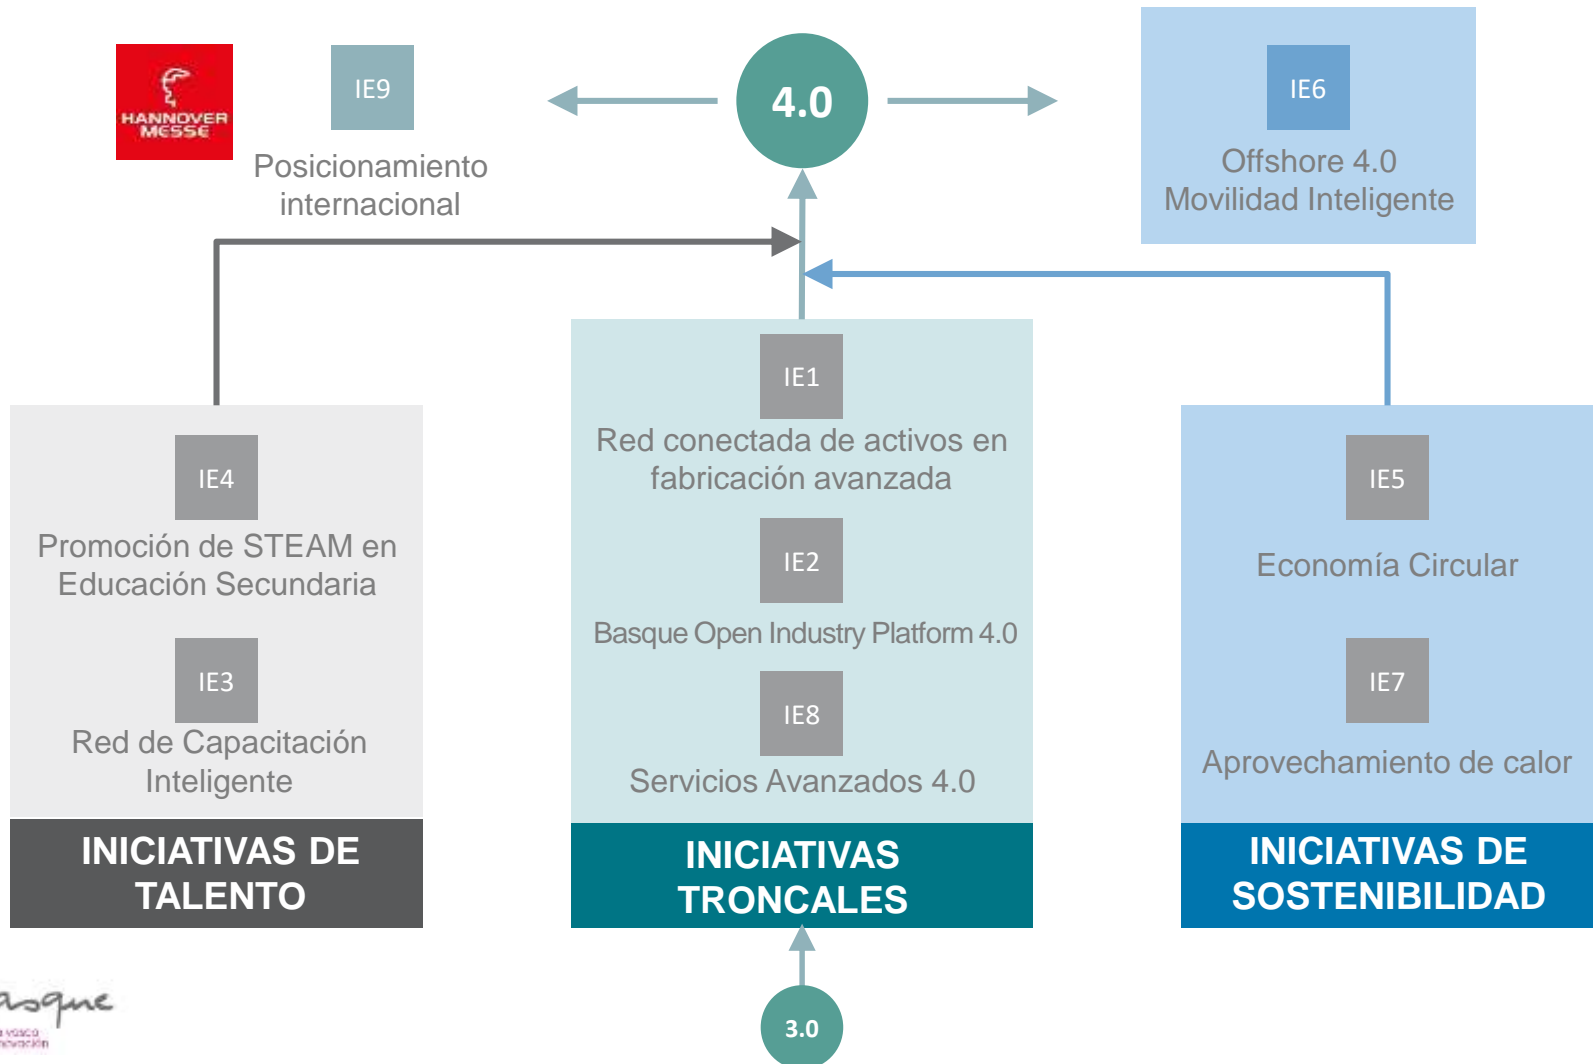 HANNOVER
MESSE
IE9
Posicionamiento
internacional
4.0
IE6
Offshore 4.0
Movilidad Inteligente
IE4
Promoción de STEAM en
Educación Secundaria
IE3
Red de Capacitación
Inteligente
INICIATIVAS DE
TALENTO
IE1
Red conectada de activos en
fabricación avanzada
IE2
Basque Open Industry Platform 4.0
IE8
Servicios Avanzados 4.0
INICIATIVAS
TRONCALES
IE5
Economía Circular
IE7
Aprovechamiento de calor
INICIATIVAS DE
SOSTENIBILIDAD
3.0
asque
vasca
novación